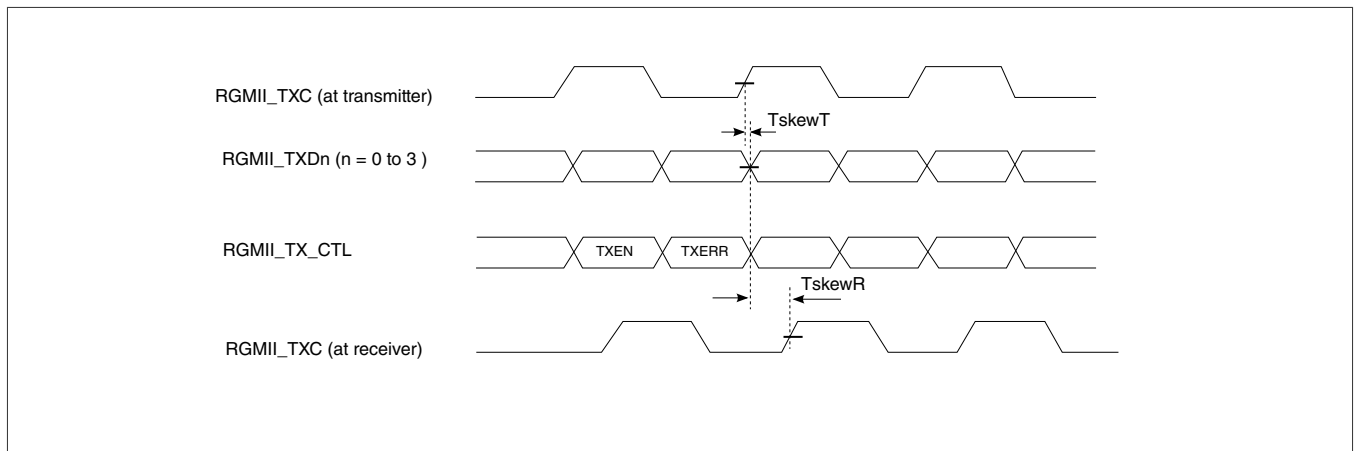 RGMII_TXC (at transmitter)
TskewT
RGMII_TXDn (n = 0 to 3 )
RGMII_TX_CTL
TXEN
TXERR
TskewR
RGMII_TXC (at receiver)